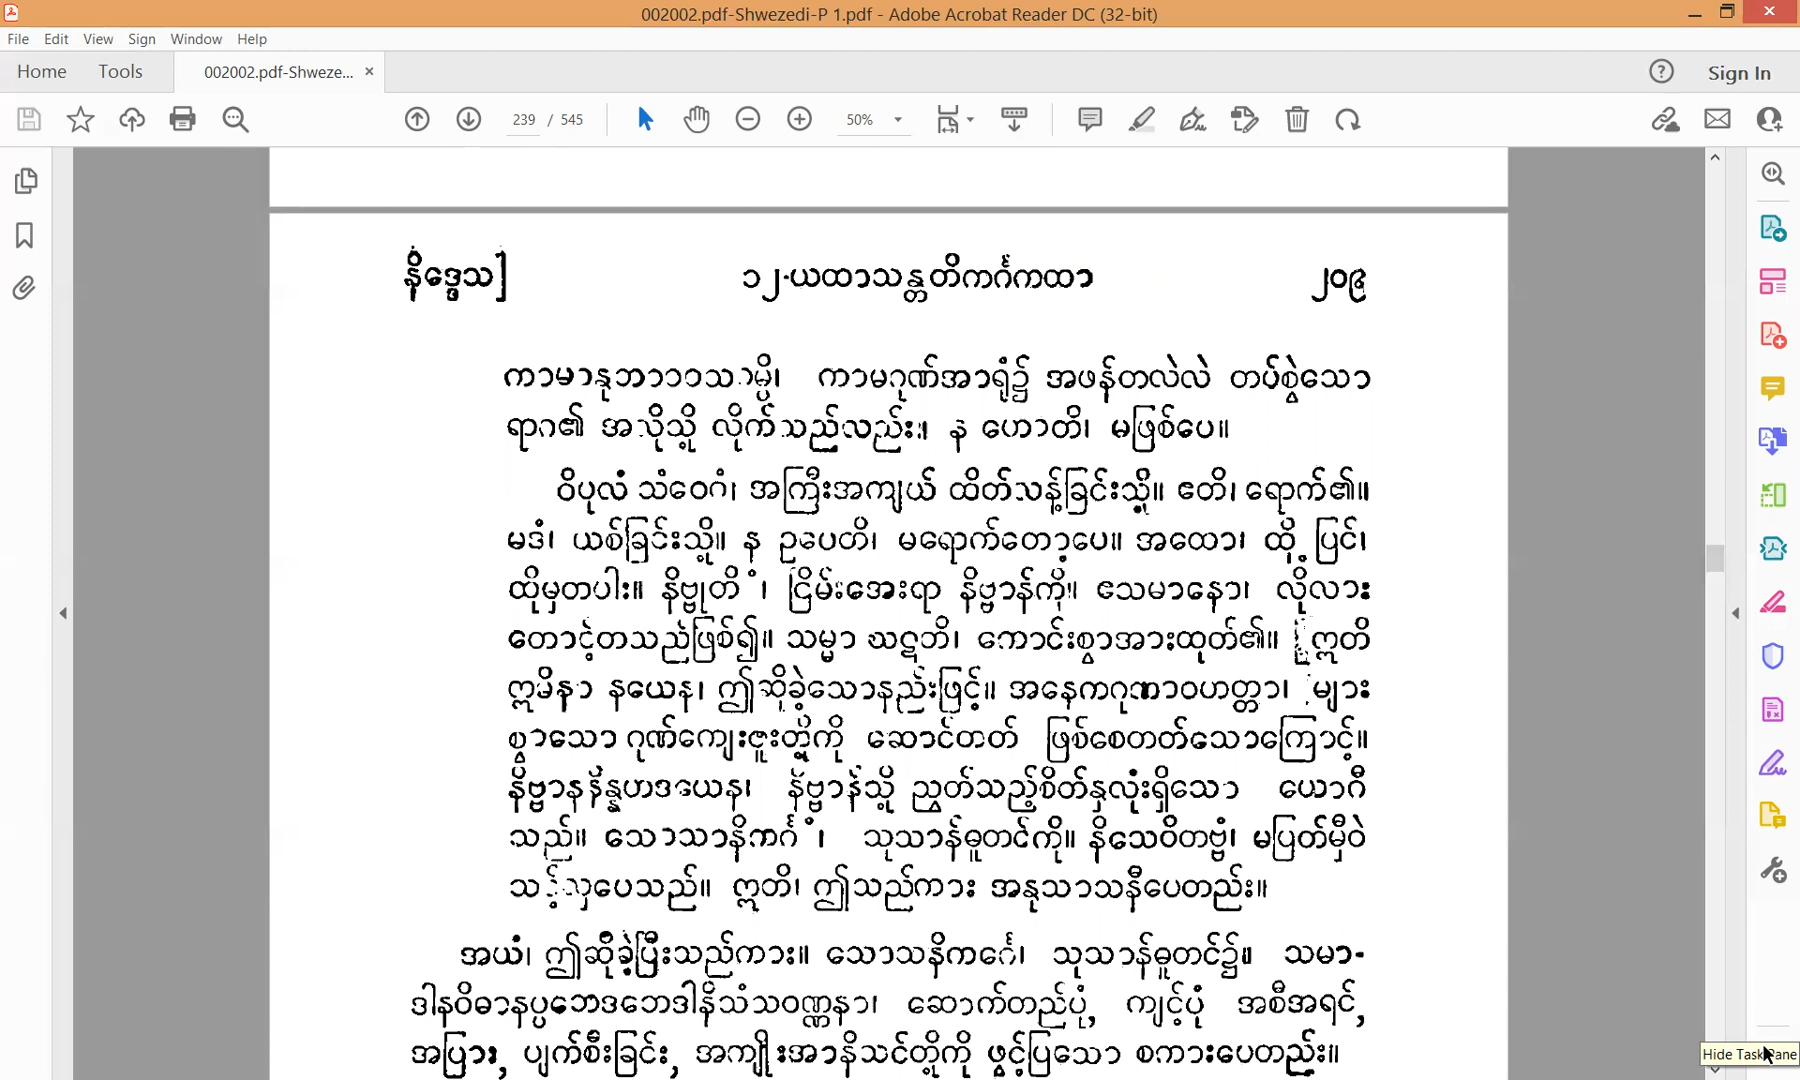 002002.pdf-Shwezedi-P 1.pdf - Adobe Acrobat Reader DC (32-bit)
File Edit View Sign Window Help
Home Tools 002002.pdf-Shweze... × Sign In
239 / 545 50%
နိဒ္ဒေသ] ၁၂-ယထာသန္တတိကင်္ဂကထာ ၂၀၉
ကာမဂုဏ်အာရုံ၌ အဖန်တလဲလဲ တပ်စွဲသော
ရာဂ၏ အလိုသို့ လိုက်သည်လည်း။ န ဟောတိ၊ မဖြစ်ပေ။
ဝိပုလံ သံဝေဂံ၊ အကြီးအကျယ် ထိတ်လန့်ခြင်းသို့။ ဧတိ၊ ရောက်၏။
မဒံ၊ ယစ်ခြင်းသို့။ န ဥပေတိ၊ မရောက်တော့ပေ။ အထော၊ ထို့ပြင်၊
ထိုမှတပါး။ နိဗ္ဗုတိံ၊ ငြိမ်းအေးရာ နိဗ္ဗာန်ကို။ ဧသမာနော၊ လိုလား
တောင့်တသည်ဖြစ်၍။ သမ္မာ ဃဋတိ၊ ကောင်းစွာအားထုတ်၏။ ဣတိ
ဣမိနာ နယေန၊ ဤဆိုခဲ့သောနည်းဖြင့်။ အနေကဂုဏာဝဟတ္တာ၊ များ
စွာသော ဂုဏ်ကျေးဇူးတို့ကို ဆောင်တတ် ဖြစ်စေတတ်သောကြောင့်။
နိဗ္ဗာနနိန္နဟဒယေန၊ နိဗ္ဗာန်သို့ ညွတ်သည့်စိတ်နှလုံးရှိသော ယောဂီ
သည်။ သောသာနိကင်္ဂံ၊ သုသာန်ဓူတင်ကို။ နိသေဝိတဗ္ဗံ၊ မပြတ်မှီဝဲ
သင့်လှပေသည်။ ဣတိ၊ ဤသည်ကား အနုသာသနီပေတည်း။
အယံ၊ ဤဆိုခဲ့ပြီးသည်ကား။ သောသနိကင်္ဂေ၊ သုသာန်ဓူတင်၌။ သမာ-
ဒါနဝိဓာနပ္ပဘေဒဘေဒါနိသံသဝဏ္ဏနာ၊ ဆောက်တည်ပုံ, ကျင့်ပုံ အစီအရင်,
အပြား, ပျက်စီးခြင်း, အကျိုးအာနိသင်တို့ကို ဖွင့်ပြသော စကားပေတည်း။
Hide Task Pane